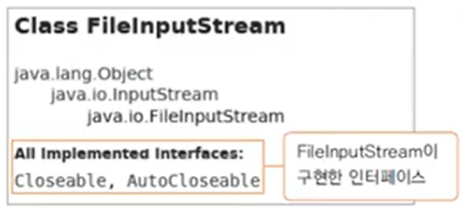 Class FileInputStream
java.lang.Object
java.io.InputStream
java.io.FileInputStream
All Implemented Interfaces:
Closeable, AutoCloseable
FileInputStream이
구현한 인터페이스